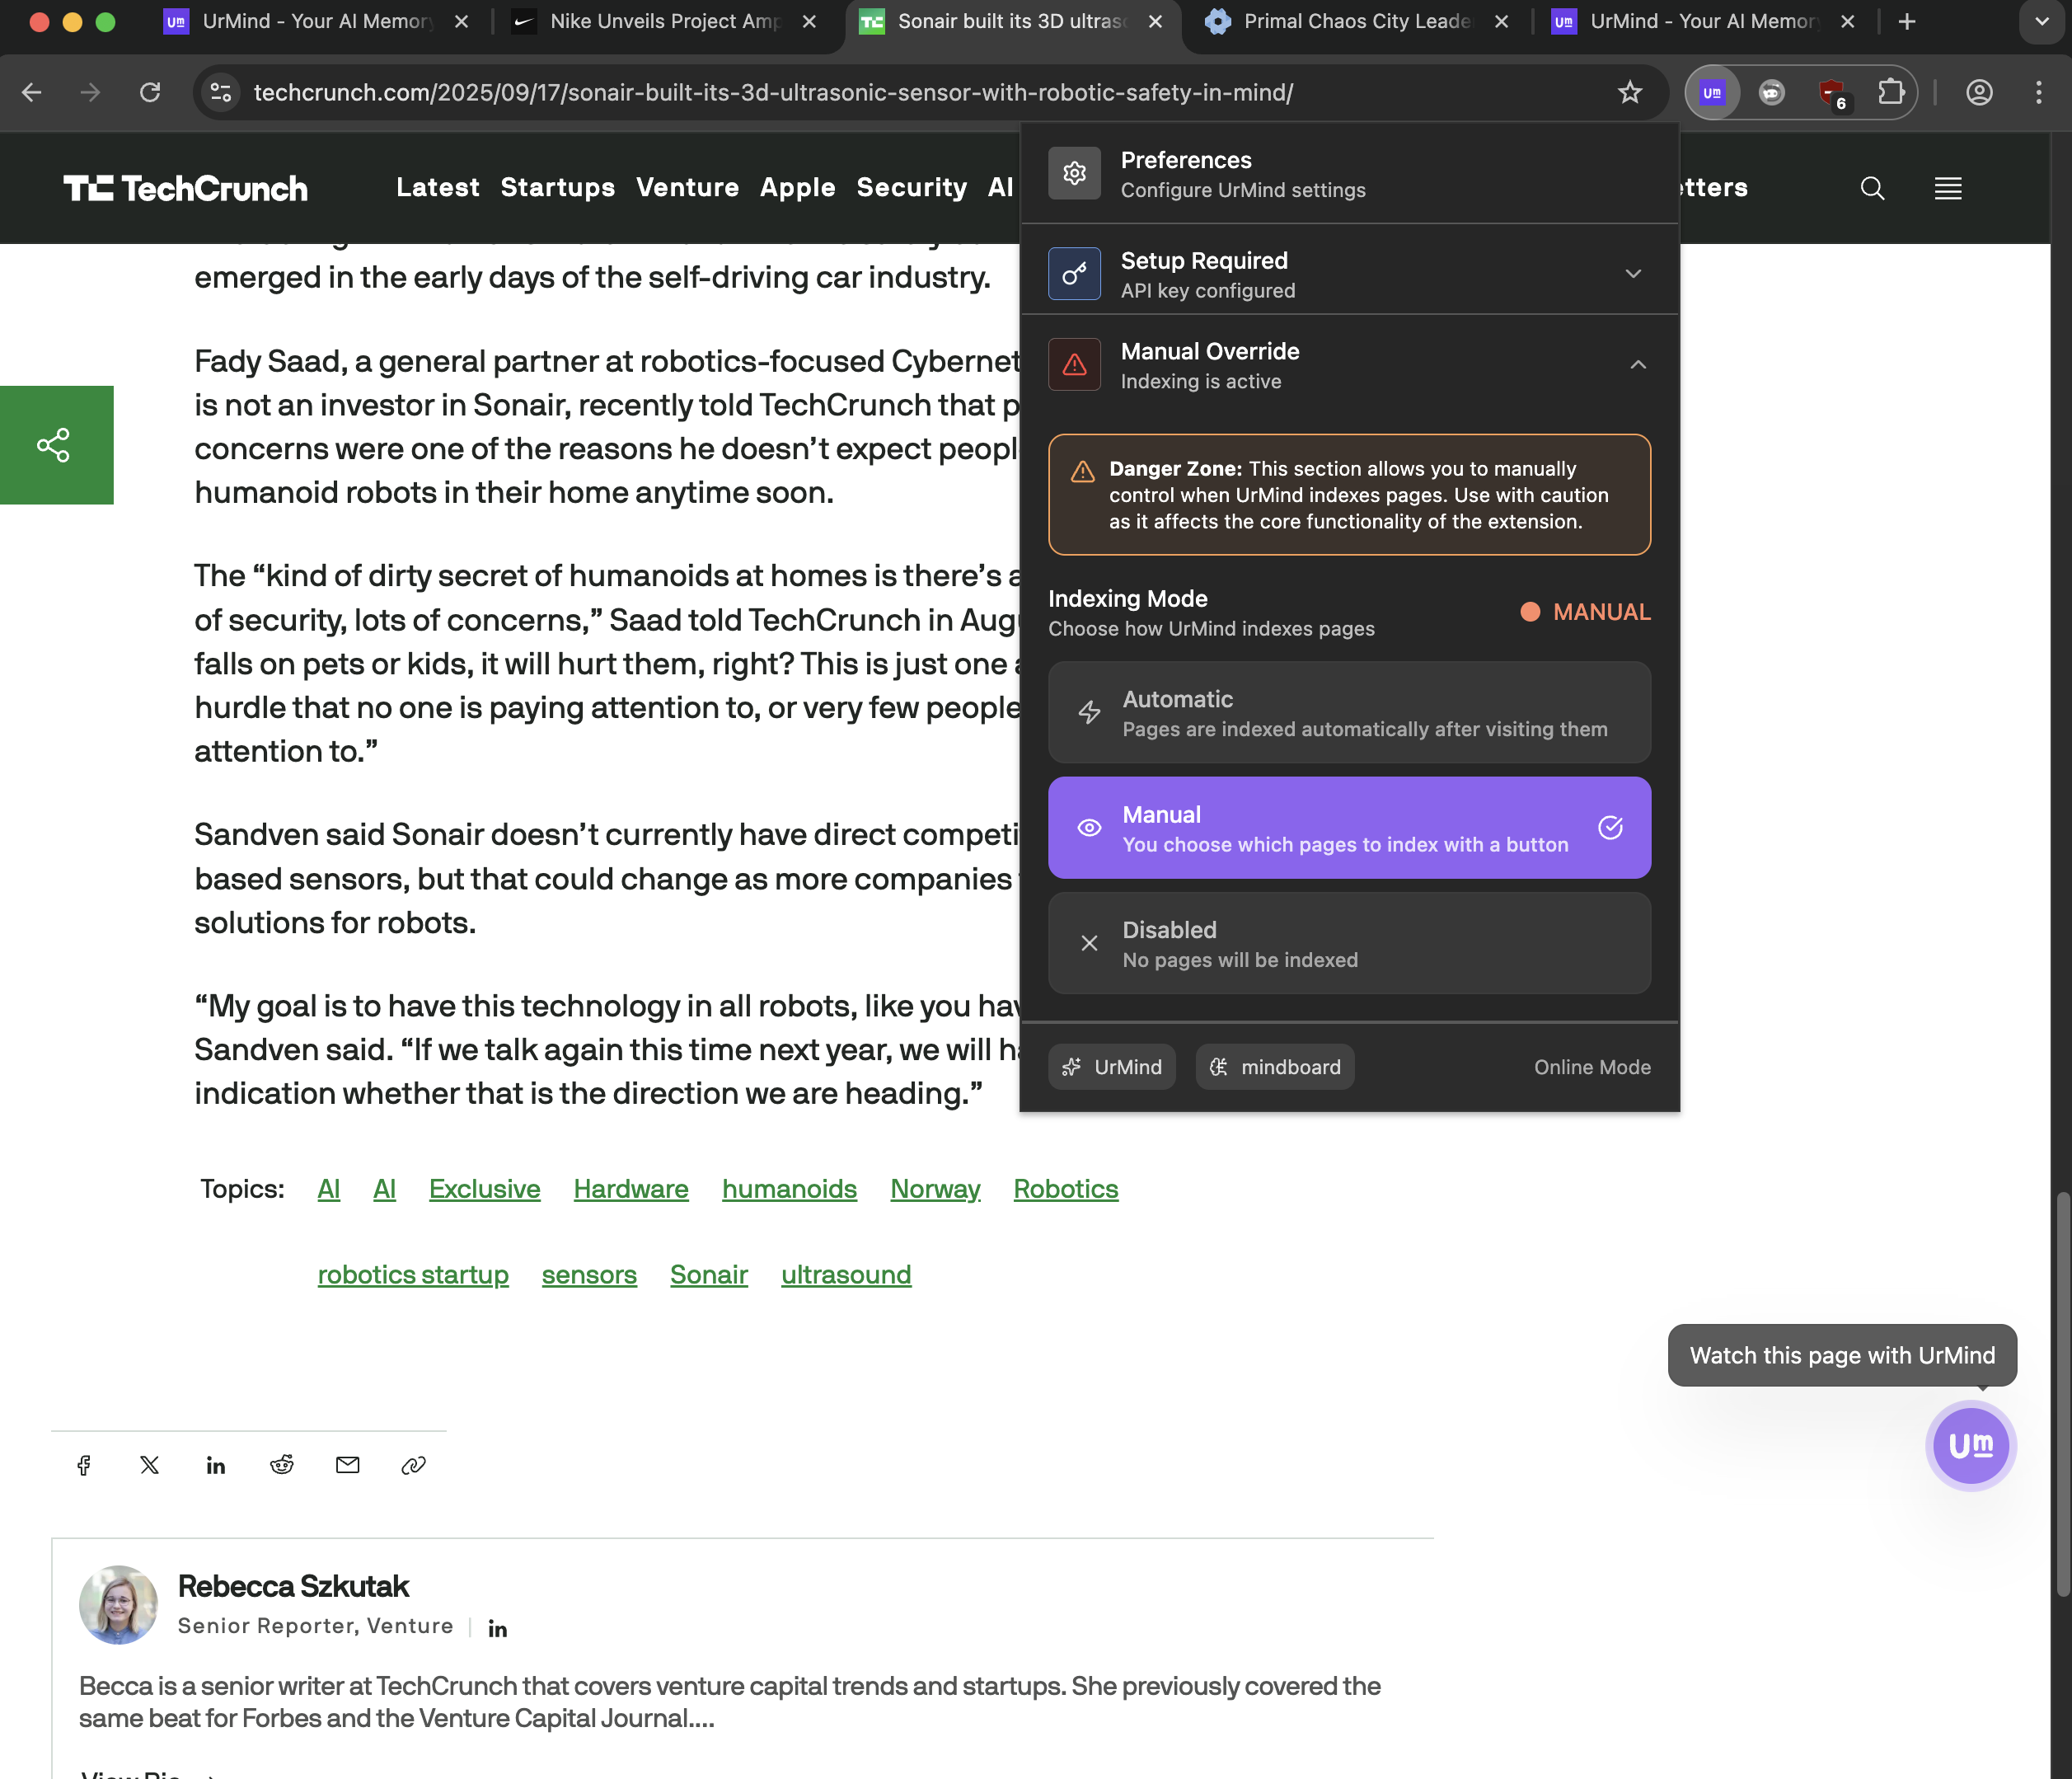 UrMind - Your AI Memory
Nike Unveils Project Amp
Sonair built its 3D ultraso
Primal Chaos City Leade
UrMind - Your AI Memory
techcrunch.com/2025/09/17/sonair-built-its-3d-ultrasonic-sensor-with-robotic-safety-in-mind/
Um
6
TechCrunch
Latest Startups Venture Apple Security AI
etters
emerged in the early days of the self-driving car industry.
Fady Saad, a general partner at robotics-focused Cybernet
is not an investor in Sonair, recently told TechCrunch that p
concerns were one of the reasons he doesn’t expect peopl
humanoid robots in their home anytime soon.
The “kind of dirty secret of humanoids at homes is there’s a
of security, lots of concerns,” Saad told TechCrunch in Augu
falls on pets or kids, it will hurt them, right? This is just one a
hurdle that no one is paying attention to, or very few people
attention to.”
Sandven said Sonair doesn’t currently have direct competi
based sensors, but that could change as more companies
solutions for robots.
“My goal is to have this technology in all robots, like you hav
Sandven said. “If we talk again this time next year, we will ha
indication whether that is the direction we are heading.”
Preferences
Configure UrMind settings
Setup Required
API key configured
Manual Override
Indexing is active
Danger Zone: This section allows you to manually
control when UrMind indexes pages. Use with caution
as it affects the core functionality of the extension.
Indexing Mode
Choose how UrMind indexes pages
MANUAL
Automatic
Pages are indexed automatically after visiting them
Manual
You choose which pages to index with a button
Disabled
No pages will be indexed
UrMind
mindboard
Online Mode
Topics: AI AI Exclusive Hardware humanoids Norway Robotics
robotics startup sensors Sonair ultrasound
Watch this page with UrMind
Um
Rebecca Szkutak
Senior Reporter, Venture
in
Becca is a senior writer at TechCrunch that covers venture capital trends and startups. She previously covered the
same beat for Forbes and the Venture Capital Journal....
View Bio